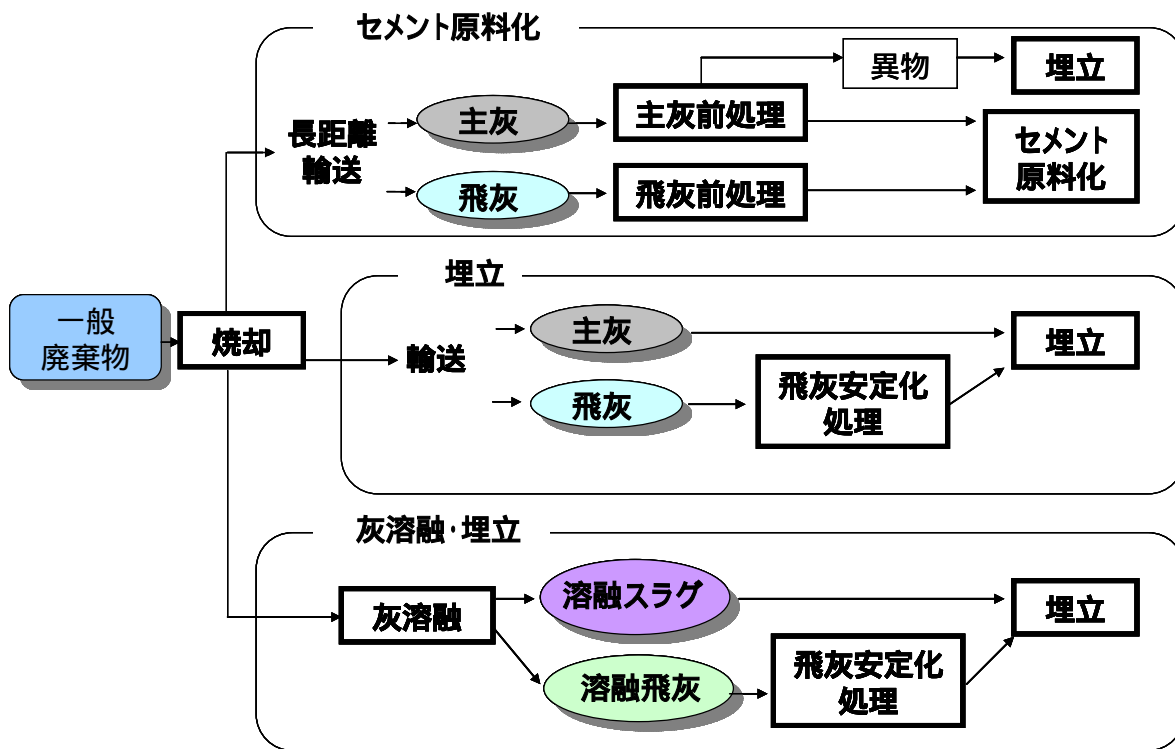 セメント原料化
異物
埋立
主灰
主灰前処理
長距離
輸送
セメント
原料化
飛灰
飛灰前処理
埋立
一般
廃棄物
焼却
輸送
主灰
埋立
飛灰
飛灰安定化
処理
灰溶融・埋立
灰溶融
溶融スラグ
埋立
溶融飛灰
飛灰安定化
処理